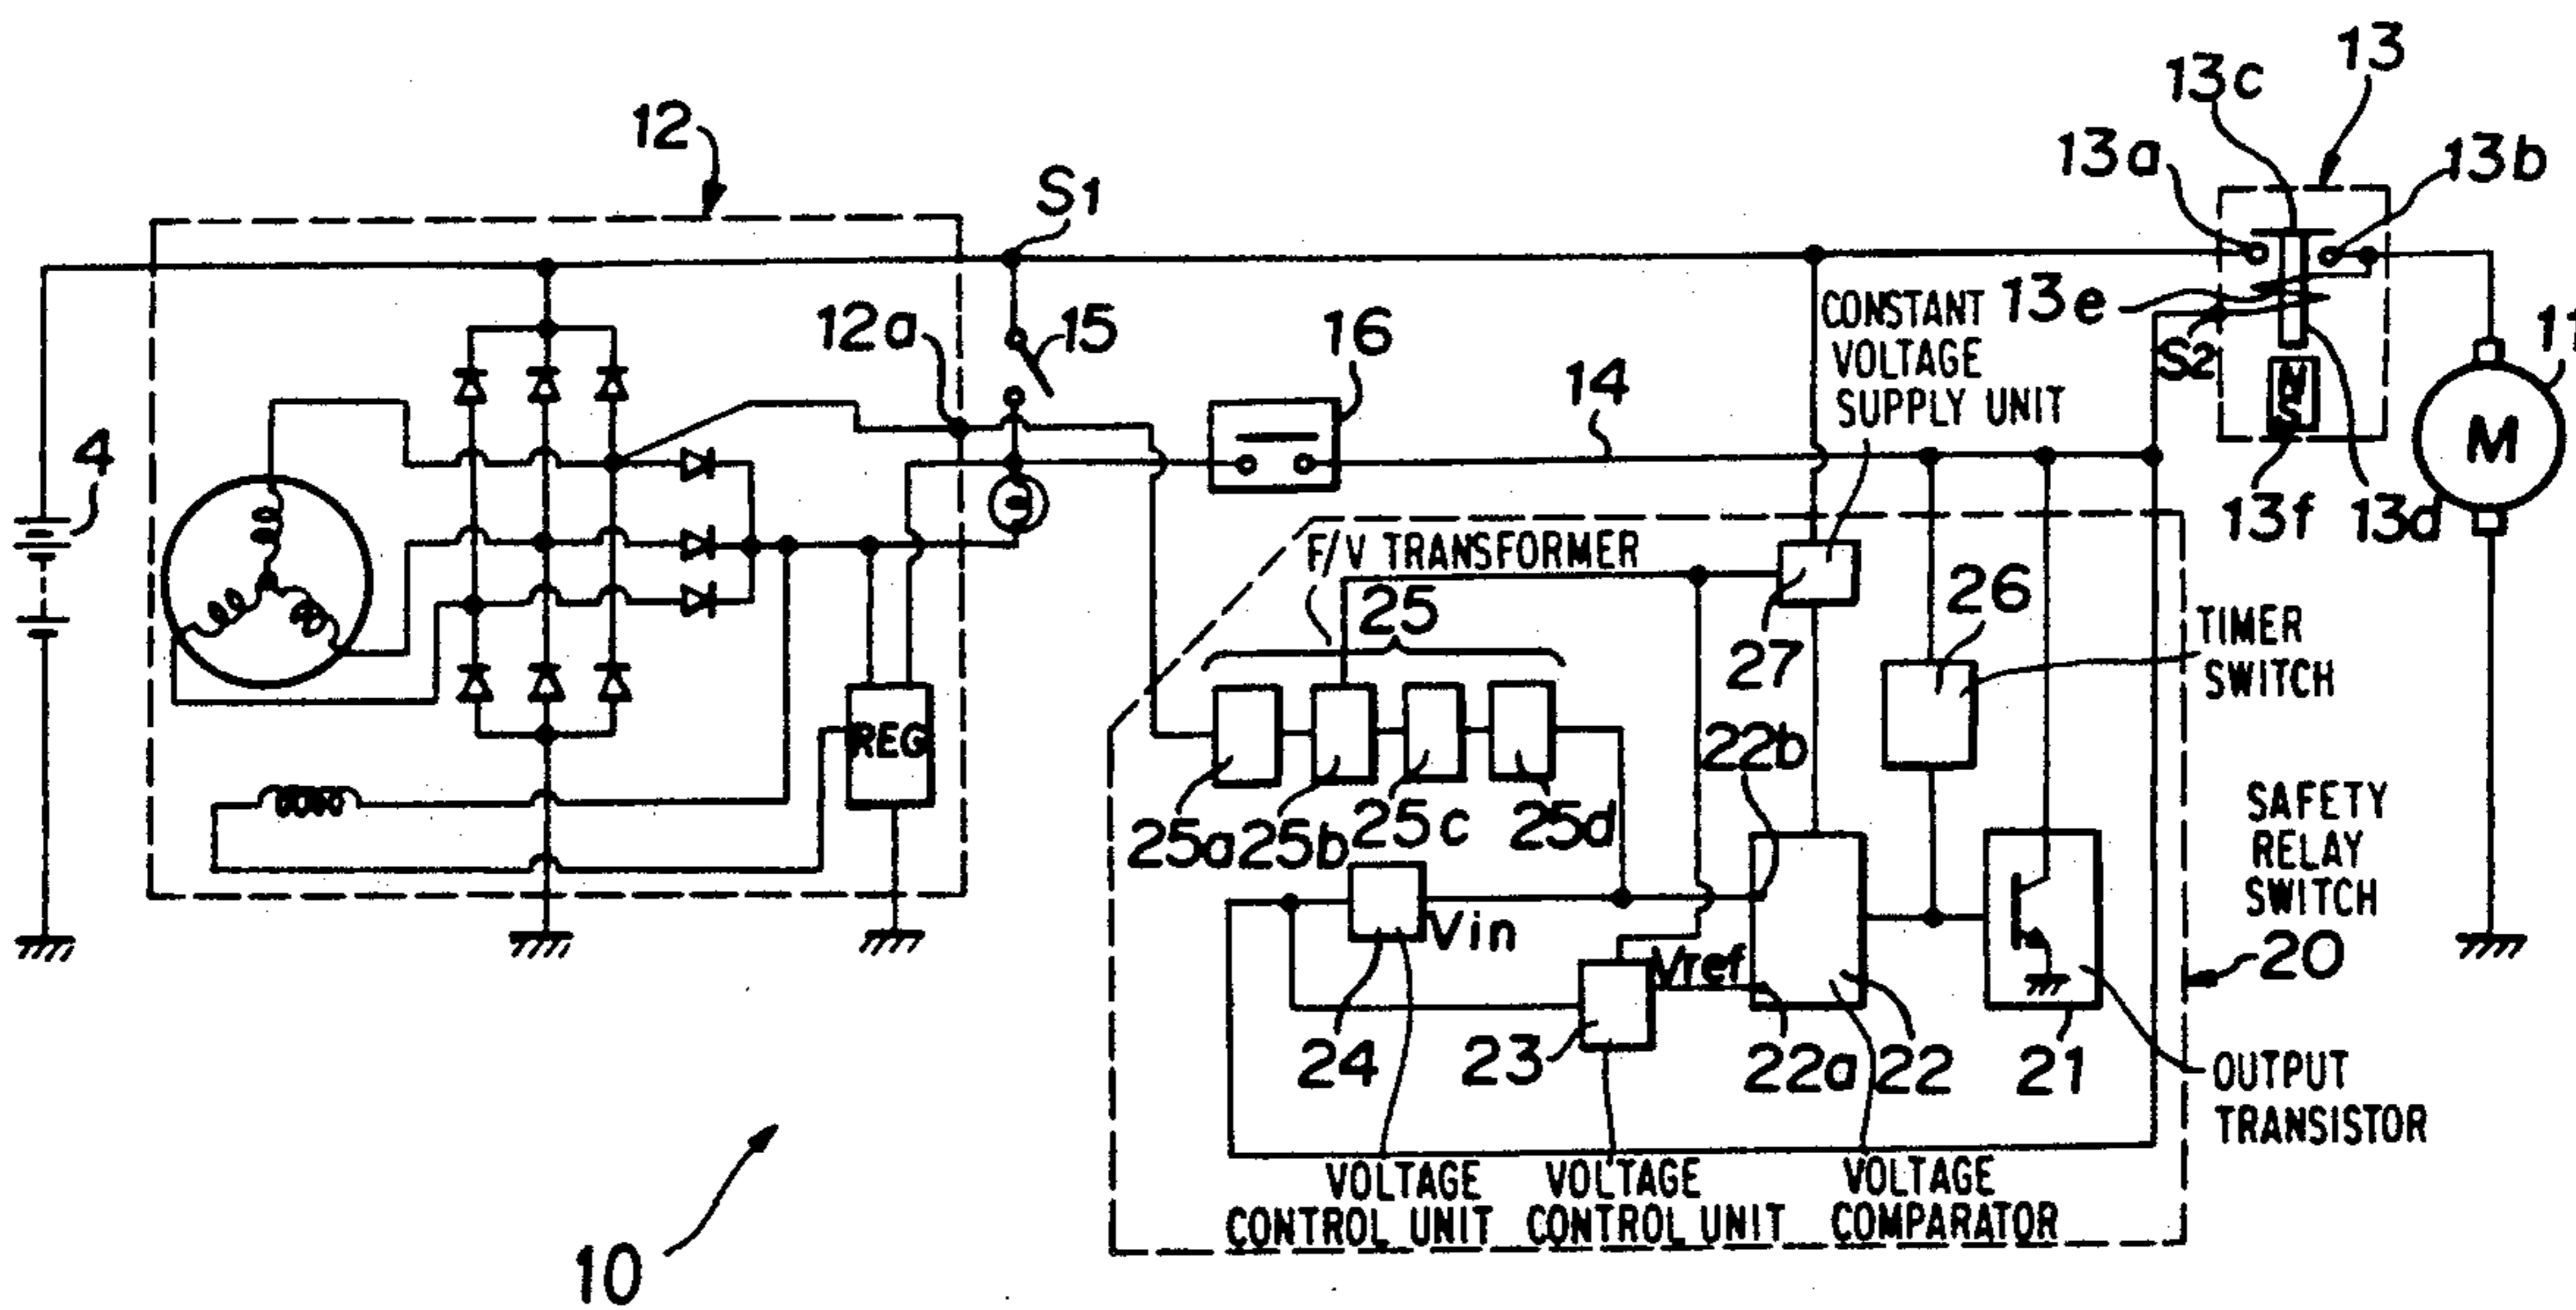 12
S1
13c
13
13a
13b
12a
15
16
14
CONSTANT
VOLTAGE
SUPPLY UNIT
13e
S2
N
S
11
M
4
13f
13d
F/V TRANSFORMER
25
27
26
TIMER
SWITCH
REG
22b
25a
25b
25c
25d
SAFETY
RELAY
SWITCH
20
Vin
Vref
24
23
22a
22
21
OUTPUT
TRANSISTOR
VOLTAGE
CONTROL UNIT
VOLTAGE
CONTROL UNIT
VOLTAGE
COMPARATOR
10